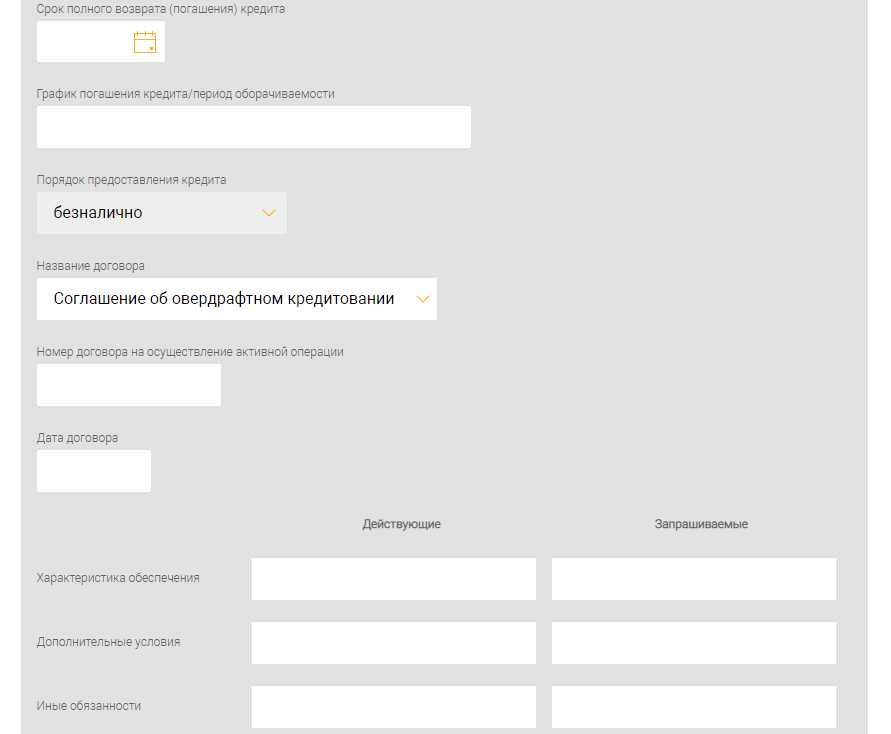 Срок полного возврата (погашения) кредита
График погашения кредита/период оборачиваемости
Порядок предоставления кредита
безналично
Название договора
Соглашение об овердрафтном кредитовании
Номер договора на осуществление активной операции
Дата договора
Действующие Запрашиваемые
Характеристика обеспечения
Дополнительные условия
Иные обязанности